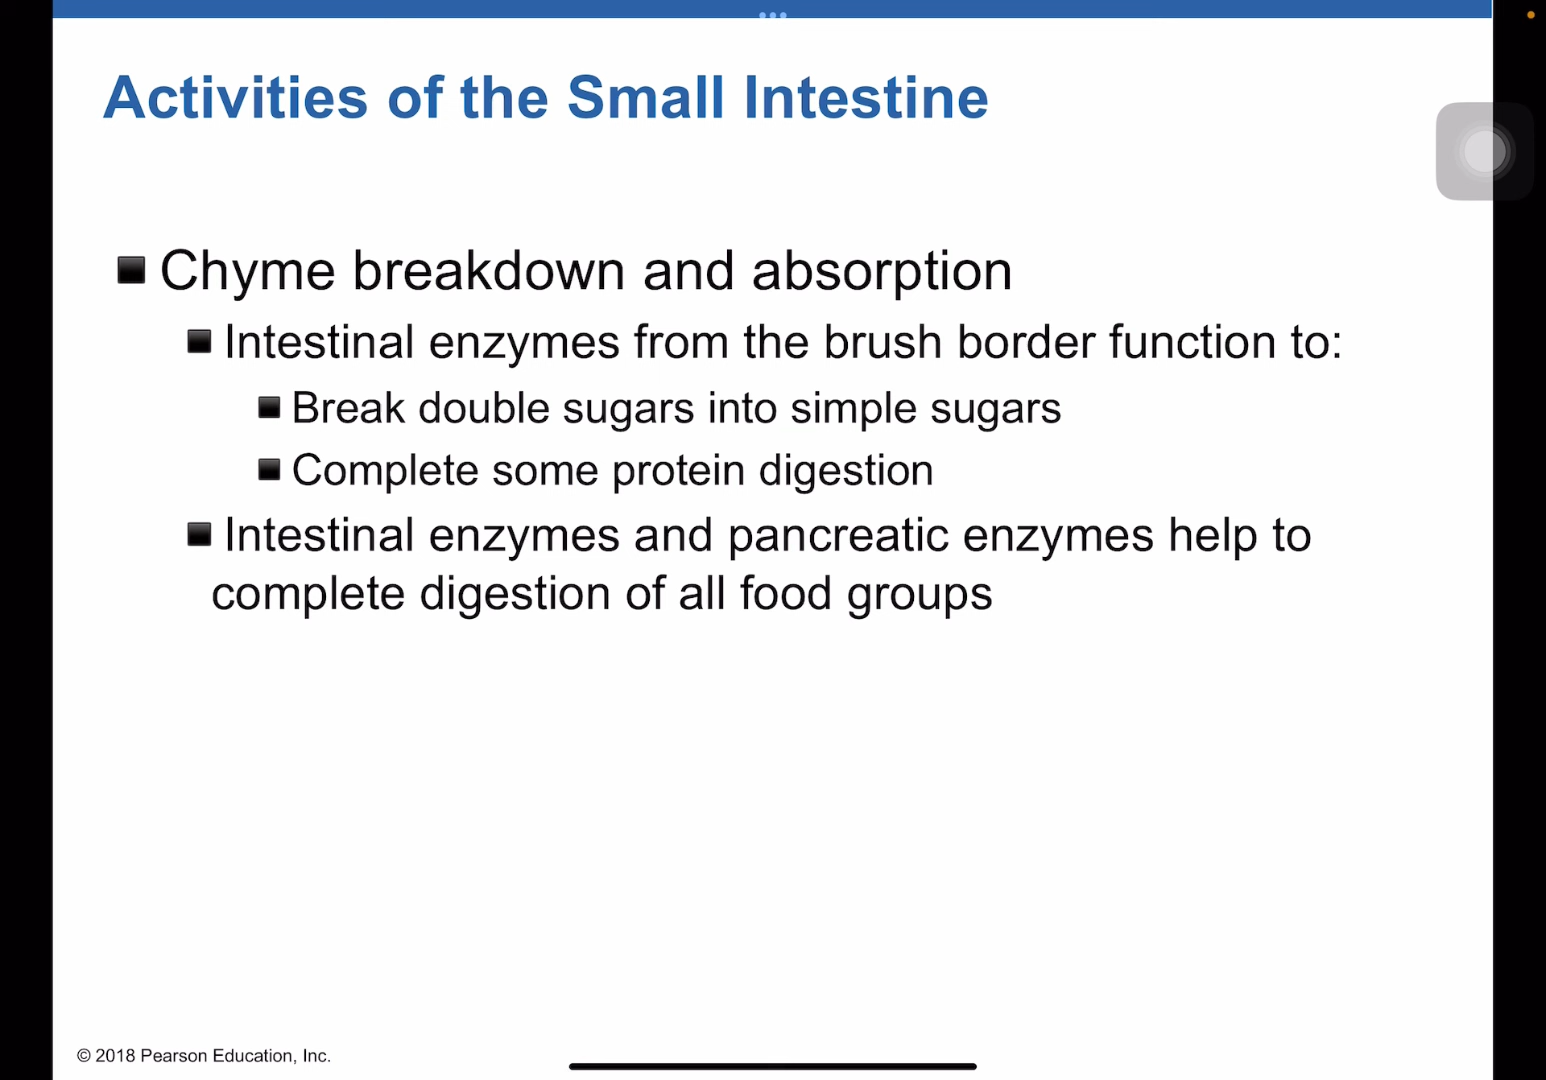 Activities of the Small Intestine
Chyme breakdown and absorption
Intestinal enzymes from the brush border function to:
Break double sugars into simple sugars
Complete some protein digestion
Intestinal enzymes and pancreatic enzymes help to
complete digestion of all food groups
© 2018 Pearson Education, Inc.